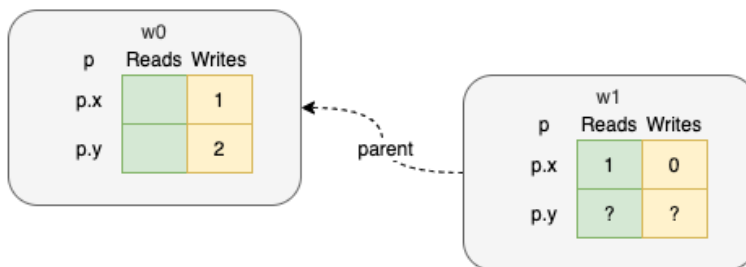 w0
p Reads Writes
p.x 1
p.y 2
parent
w1
p Reads Writes
p.x 1 0
p.y ? ?